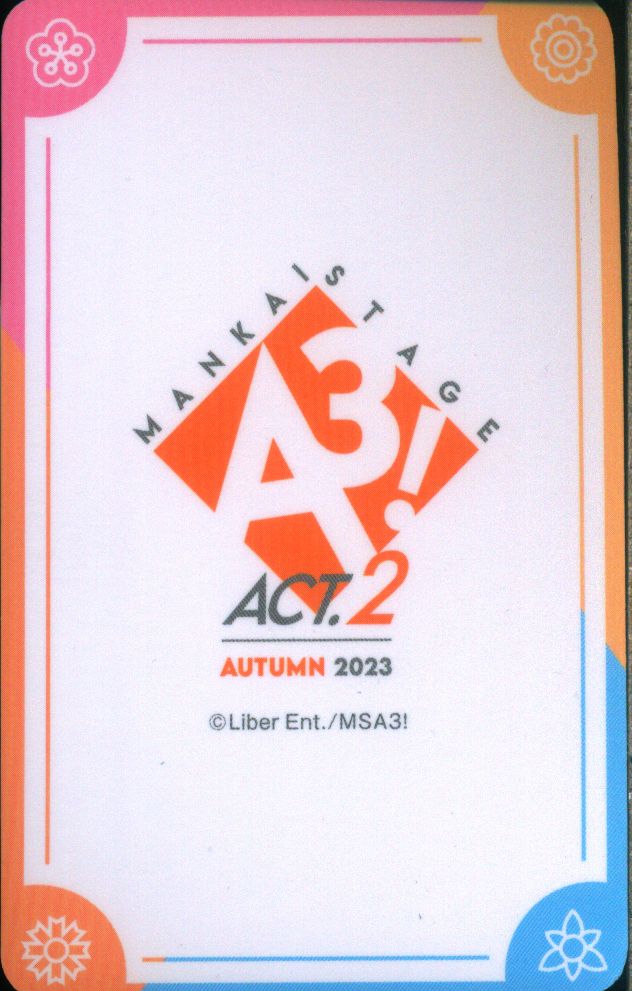 MANKAI STAGE
A3!
ACT.2
AUTUMN 2023
©Liber Ent./MSA3!